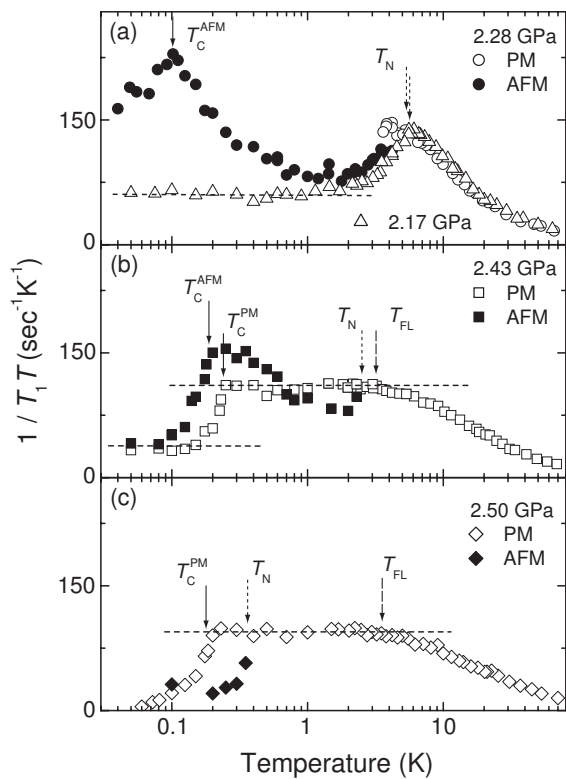 (a)
T_C^AFM
2.28 GPa
T_N
PM
AFM
150
2.17 GPa
0
(b)
T_C^AFM
T_C^PM
2.43 GPa
PM
AFM
T_N
T_FL
150
0
(c)
2.50 GPa
PM
AFM
T_C^PM
T_N
T_FL
150
0
0.1
1
10
Temperature (K)
1 / T_1 T (sec^-1 K^-1)